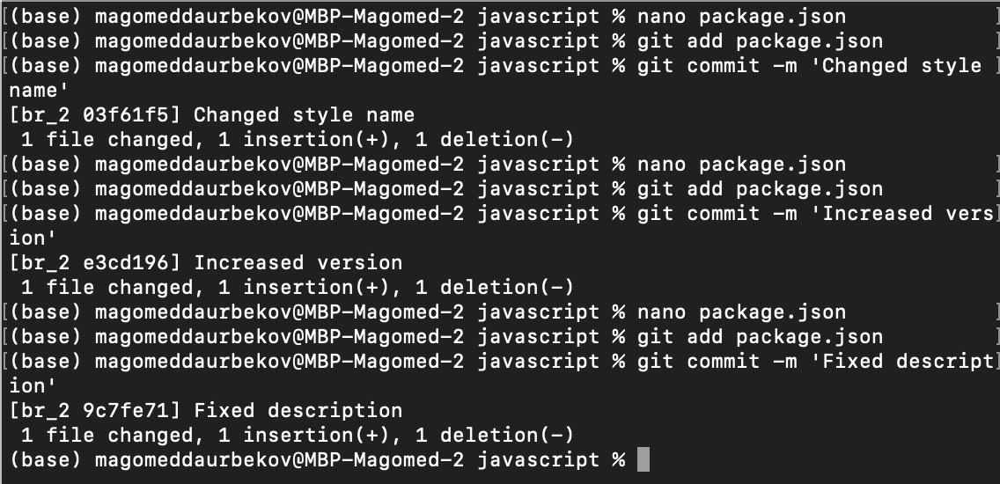 [(base) magomeddaurbekov@MBP-Magomed-2 javascript % nano package.json ]
[(base) magomeddaurbekov@MBP-Magomed-2 javascript % git add package.json ]
[(base) magomeddaurbekov@MBP-Magomed-2 javascript % git commit -m 'Changed style ]
name'
[br_2 03f61f5] Changed style name
 1 file changed, 1 insertion(+), 1 deletion(-)
[(base) magomeddaurbekov@MBP-Magomed-2 javascript % nano package.json ]
[(base) magomeddaurbekov@MBP-Magomed-2 javascript % git add package.json ]
[(base) magomeddaurbekov@MBP-Magomed-2 javascript % git commit -m 'Increased vers]
ion'
[br_2 e3cd196] Increased version
 1 file changed, 1 insertion(+), 1 deletion(-)
[(base) magomeddaurbekov@MBP-Magomed-2 javascript % nano package.json ]
[(base) magomeddaurbekov@MBP-Magomed-2 javascript % git add package.json ]
[(base) magomeddaurbekov@MBP-Magomed-2 javascript % git commit -m 'Fixed descript]
ion'
[br_2 9c7fe71] Fixed description
 1 file changed, 1 insertion(+), 1 deletion(-)
(base) magomeddaurbekov@MBP-Magomed-2 javascript %